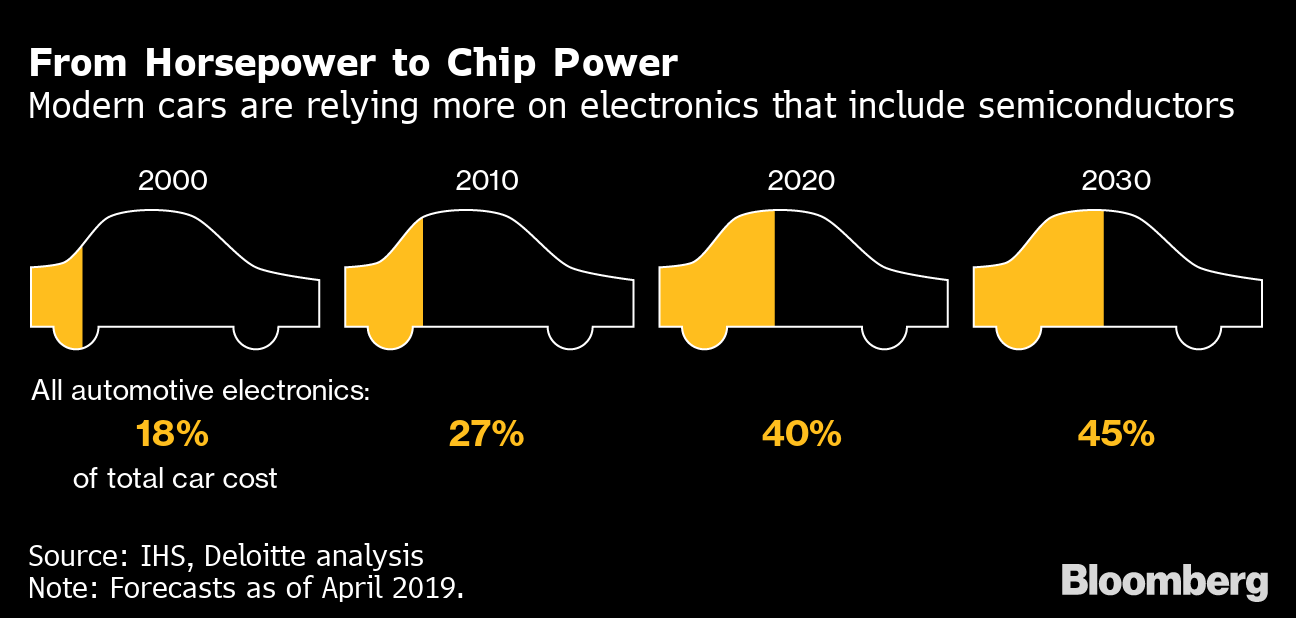 From Horsepower to Chip Power
Modern cars are relying more on electronics that include semiconductors
2000 2010 2020 2030
All automotive electronics:
18% 27% 40% 45%
of total car cost
Source: IHS, Deloitte analysis
Note: Forecasts as of April 2019.
Bloomberg